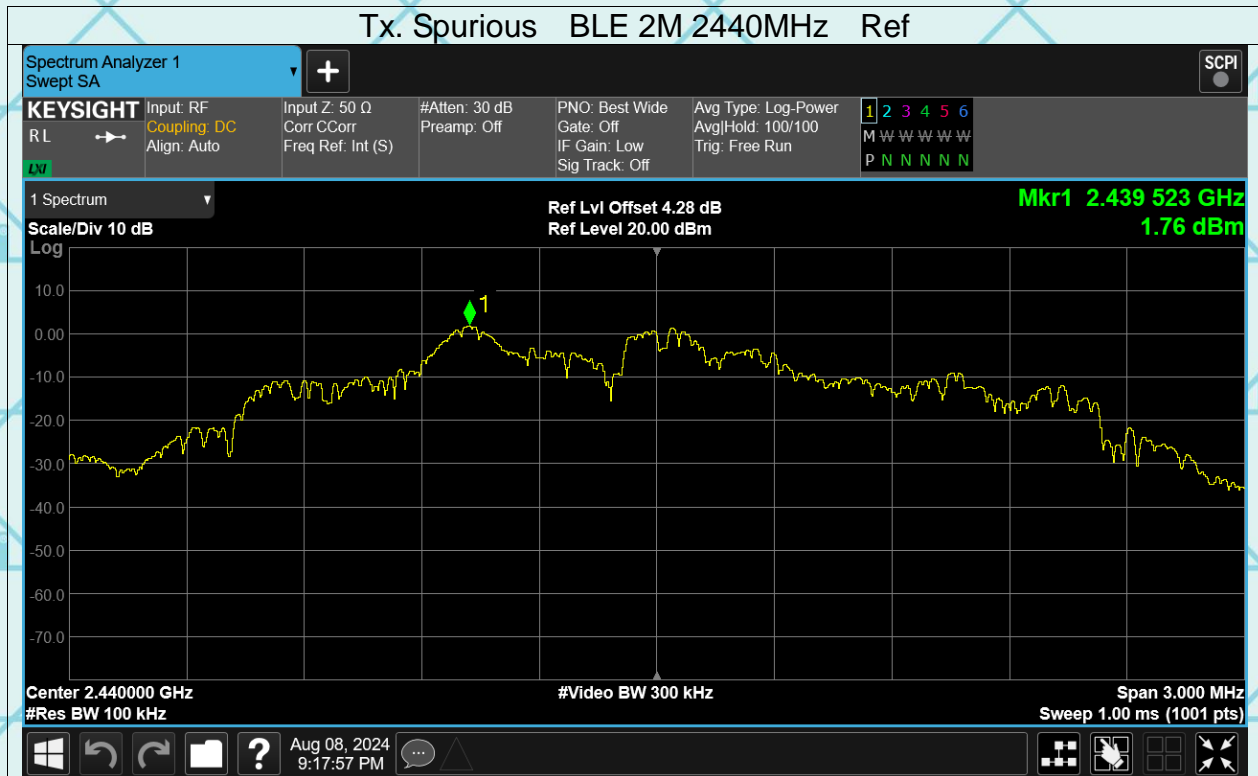 Tx. Spurious BLE 2M 2440MHz Ref
Spectrum Analyzer 1
Swept SA
SCPI
KEYSIGHT
RL
LXI
Input: RF
Coupling: DC
Align: Auto
Input Z: 50 Ω
Corr CCorr
Freq Ref: Int (S)
#Atten: 30 dB
Preamp: Off
PNO: Best Wide
Gate: Off
IF Gain: Low
Sig Track: Off
Avg Type: Log-Power
Avg|Hold: 100/100
Trig: Free Run
1 2 3 4 5 6
M W W W W W
P N N N N N
1 Spectrum
Scale/Div 10 dB
Ref Lvl Offset 4.28 dB
Ref Level 20.00 dBm
Mkr1 2.439 523 GHz
1.76 dBm
Log
1
10.0
0.00
-10.0
-20.0
-30.0
-40.0
-50.0
-60.0
-70.0
Center 2.440000 GHz
#Video BW 300 kHz
Span 3.000 MHz
#Res BW 100 kHz
Sweep 1.00 ms (1001 pts)
?
Aug 08, 2024
9:17:57 PM